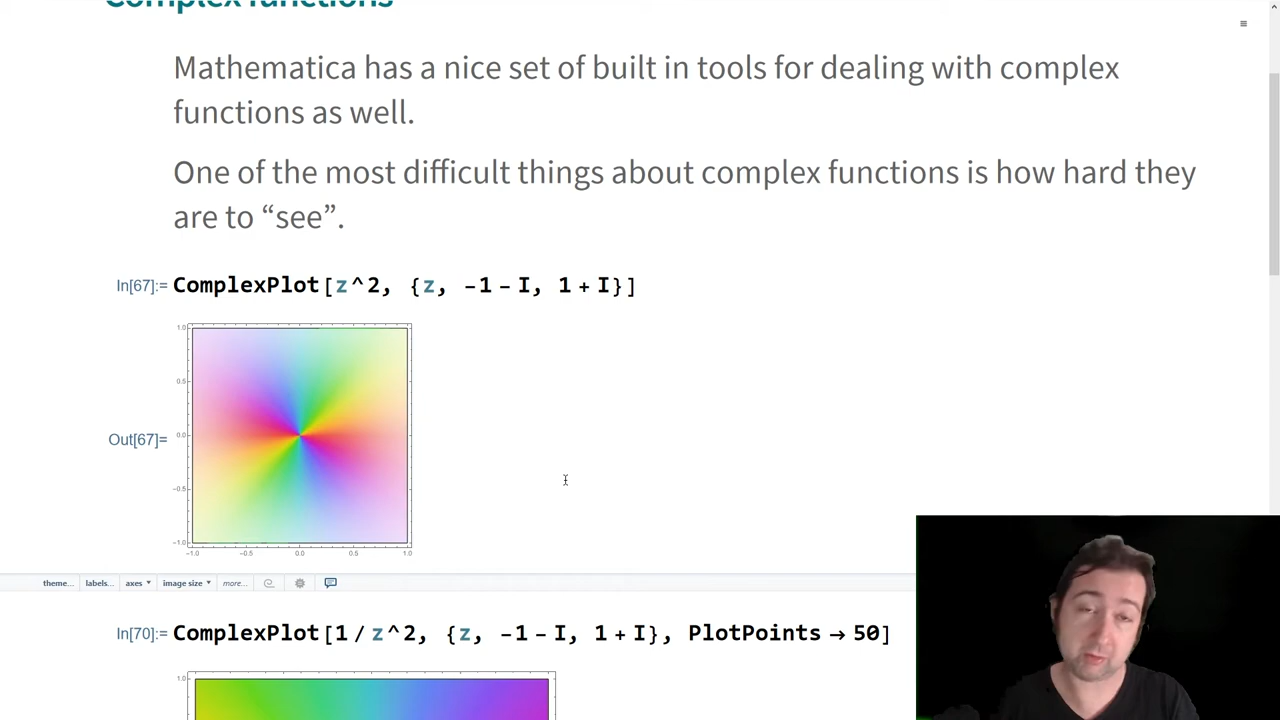 Complex functions
Mathematica has a nice set of built in tools for dealing with complex
functions as well.
One of the most difficult things about complex functions is how hard they
are to “see”.
In[67]:= ComplexPlot[z^2, {z, -1 - I, 1 + I}]
1.0
0.5
Out[67]= 0.0
-0.5
-1.0
-1.0 -0.5 0.0 0.5 1.0
theme... labels... axes image size more...
In[70]:= ComplexPlot[1 / z^2, {z, -1 - I, 1 + I}, PlotPoints → 50]
1.0